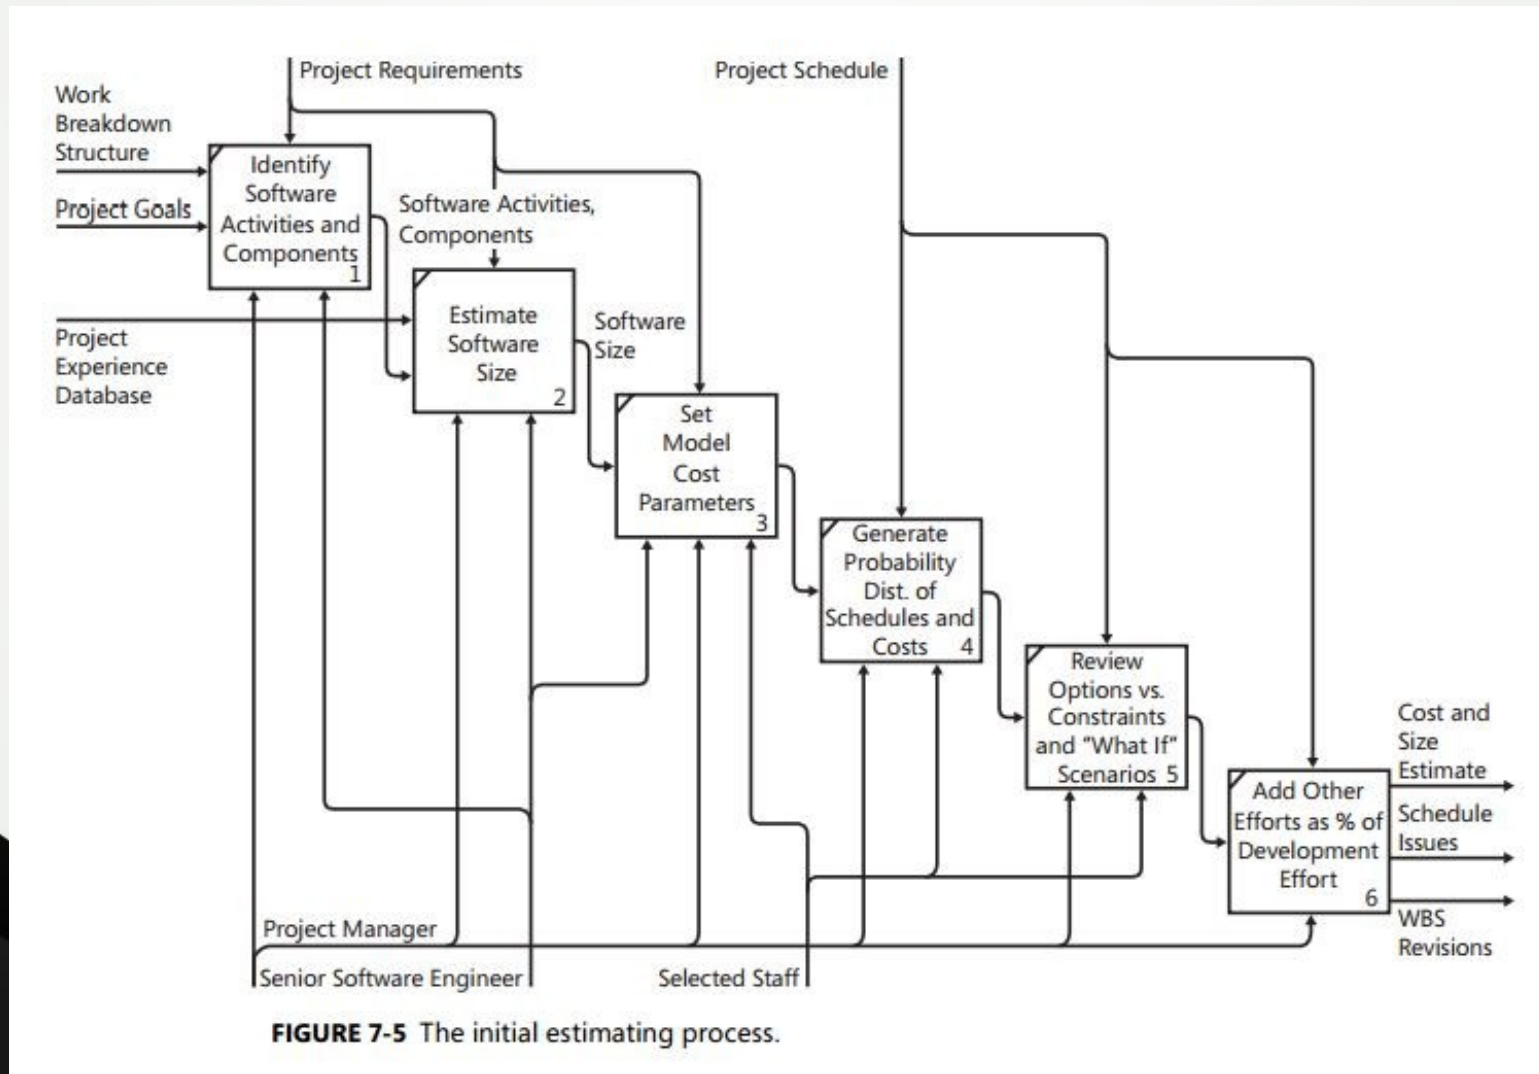 Project Requirements
Project Schedule
Work
Breakdown
Structure
Project Goals
Identify
Software
Activities and
Components
1
Software Activities,
Components
Project
Experience
Database
Estimate
Software
Size
2
Software
Size
Set
Model
Cost
Parameters
3
Generate
Probability
Dist. of
Schedules and
Costs 4
Review
Options vs.
Constraints
and “What If”
Scenarios 5
Add Other
Efforts as % of
Development
Effort
6
Cost and
Size
Estimate
Schedule
Issues
WBS
Revisions
Project Manager
Senior Software Engineer
Selected Staff
FIGURE 7-5 The initial estimating process.